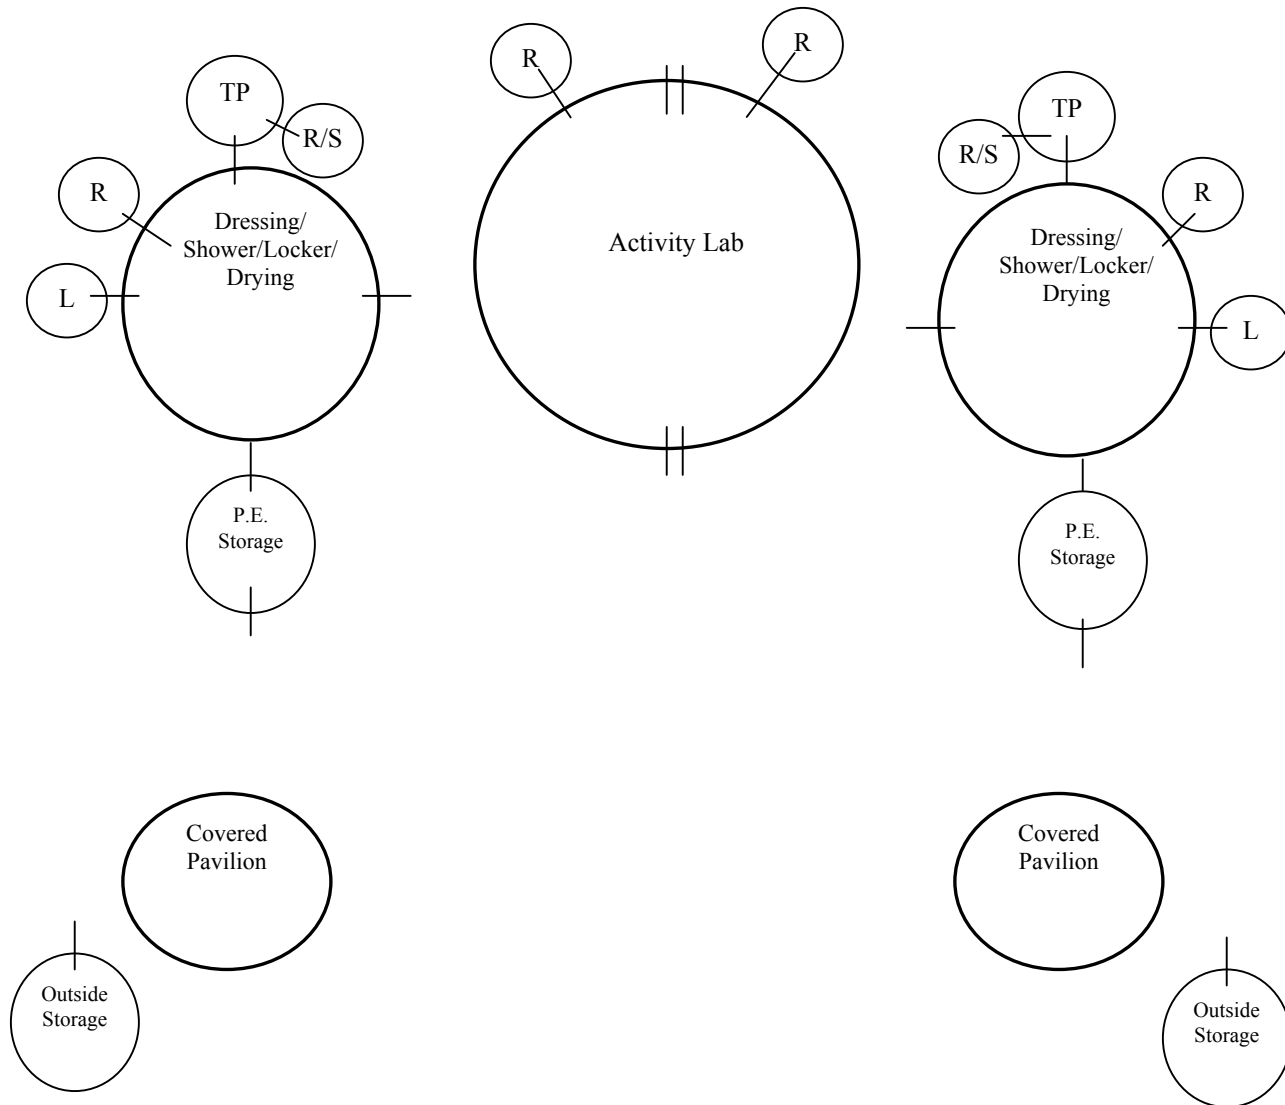 R
R
TP
TP
R/S
R/S
R
R
Dressing/
Shower/Locker/
Drying
Activity Lab
Dressing/
Shower/Locker/
Drying
L
L
P.E.
Storage
P.E.
Storage
Covered
Pavilion
Covered
Pavilion
Outside
Storage
Outside
Storage